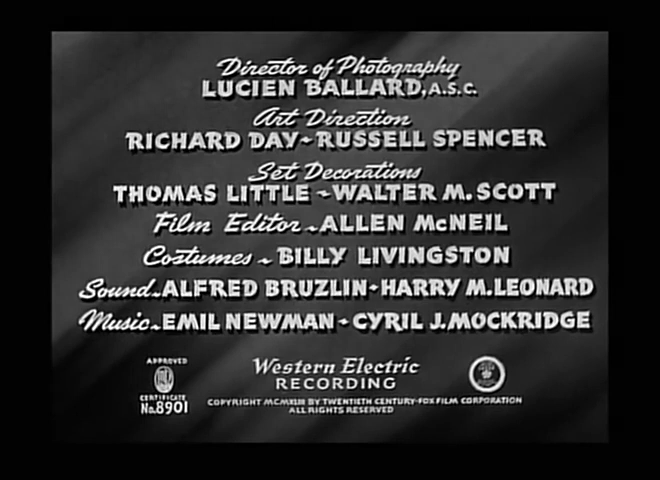 Director of Photography
LUCIEN BALLARD, A.S.C.
Art Direction
RICHARD DAY ~ RUSSELL SPENCER
Set Decorations
THOMAS LITTLE ~ WALTER M. SCOTT
Film Editor ~ ALLEN McNEIL
Costumes ~ BILLY LIVINGSTON
Sound ~ ALFRED BRUZLIN ~ HARRY M. LEONARD
Music ~ EMIL NEWMAN ~ CYRIL J. MOCKRIDGE
APPROVED
CERTIFICATE
No. 8901
Western Electric
RECORDING
COPYRIGHT MCMXLIII BY TWENTIETH CENTURY-FOX FILM CORPORATION
ALL RIGHTS RESERVED